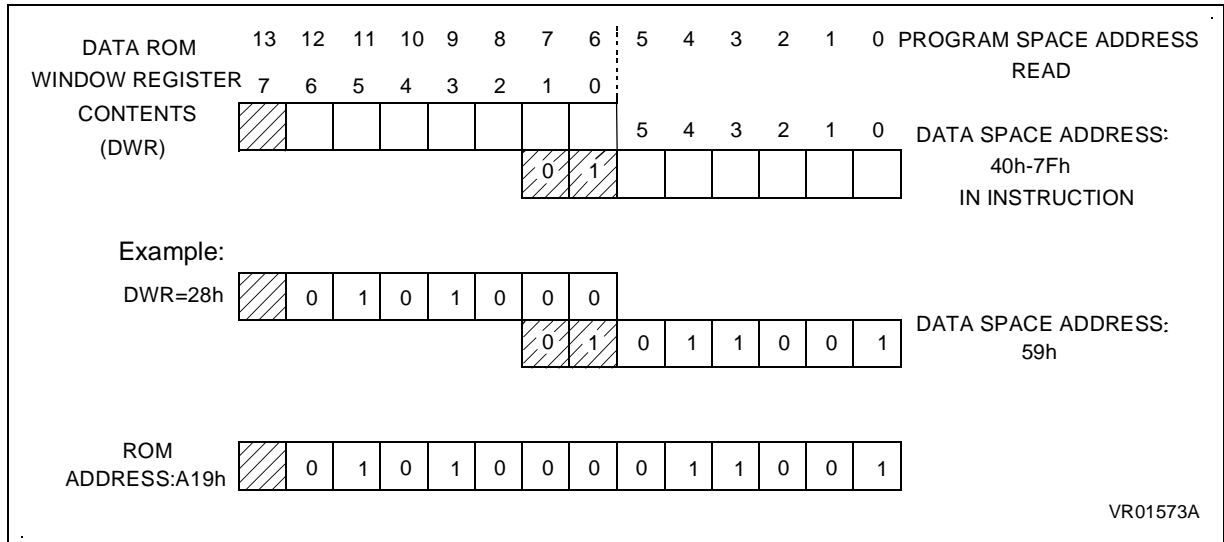 DATA ROM 13 12 11 10 9 8 7 6 5 4 3 2 1 0 PROGRAM SPACE ADDRESS
WINDOW REGISTER 7 6 5 4 3 2 1 0 READ
CONTENTS
(DWR)
5 4 3 2 1 0 DATA SPACE ADDRESS:
0 1 40h-7Fh
IN INSTRUCTION
Example:
DWR=28h 0 1 0 1 0 0 0
0 1 0 1 1 0 0 1 DATA SPACE ADDRESS:
59h
ROM
ADDRESS:A19h 0 1 0 1 0 0 0 0 1 1 0 0 1
VR01573A